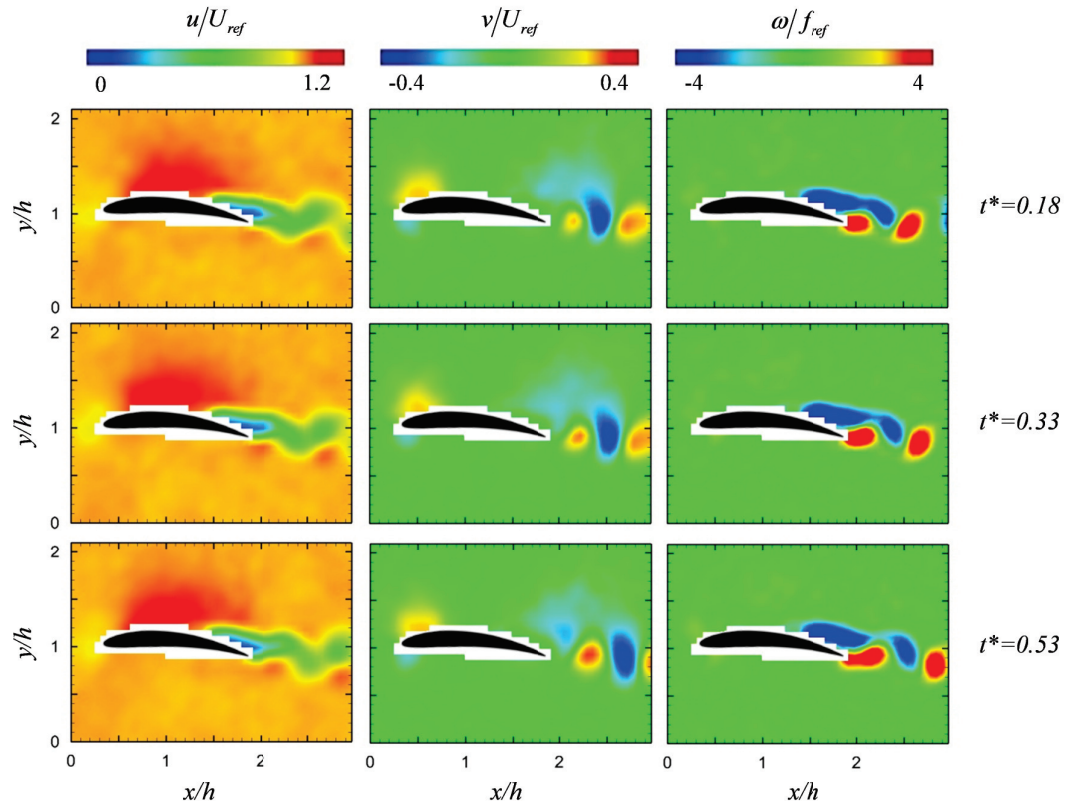 u/U_ref v/U_ref ω/f_ref
0 1.2 -0.4 0.4 -4 4
2
y/h 1 t*=0.18
0
2
y/h 1 t*=0.33
0
2
y/h 1 t*=0.53
0
0 1 2 0 1 2 0 1 2
x/h x/h x/h